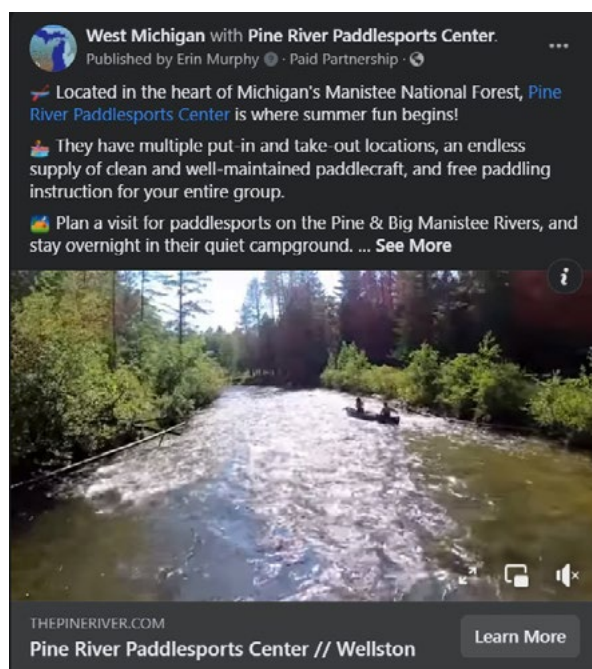 West Michigan with Pine River Paddlesports Center.
Published by Erin Murphy · Paid Partnership ·
Located in the heart of Michigan's Manistee National Forest, Pine
River Paddlesports Center is where summer fun begins!
They have multiple put-in and take-out locations, an endless
supply of clean and well-maintained paddlecraft, and free paddling
instruction for your entire group.
Plan a visit for paddlesports on the Pine & Big Manistee Rivers, and
stay overnight in their quiet campground. ... See More
i
THEPINERIVER.COM
Pine River Paddlesports Center // Wellston
Learn More